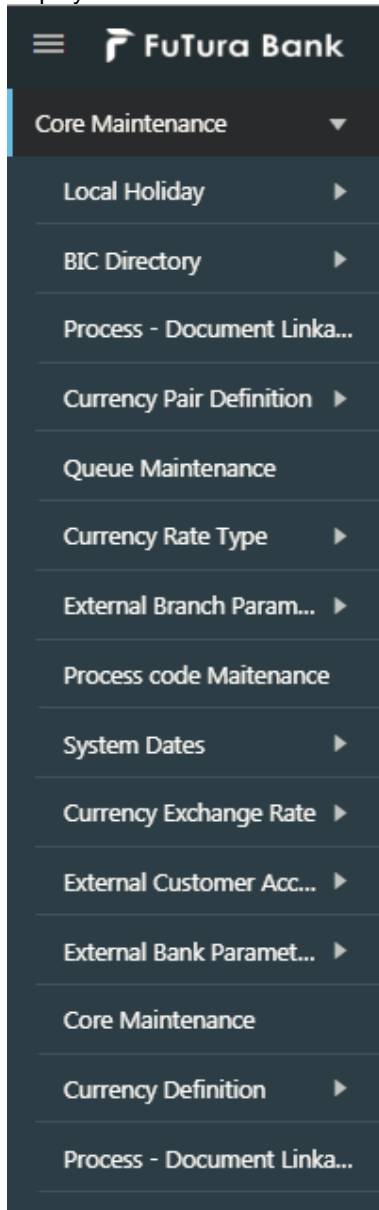 FuTura Bank
Core Maintenance
Local Holiday
BIC Directory
Process - Document Linka...
Currency Pair Definition
Queue Maintenance
Currency Rate Type
External Branch Param...
Process code Maitenance
System Dates
Currency Exchange Rate
External Customer Acc...
External Bank Paramet...
Core Maintenance
Currency Definition
Process - Document Linka...